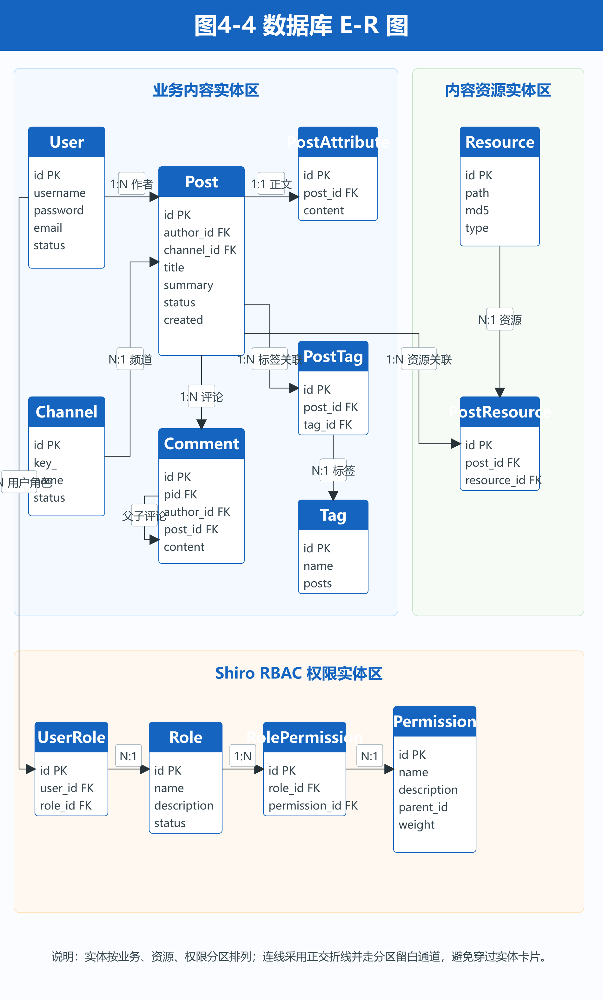 图4-4 数据库 E-R 图
业务内容实体区
User
id PK
username
password
email
status
1:N 作者
Post
id PK
author_id FK
channel_id FK
title
summary
status
created
1:1 正文
PostAttribute
id PK
post_id FK
content
N:1 频道
1:N 标签关联
PostTag
id PK
post_id FK
tag_id FK
1:N 评论
Channel
id PK
key_
name
status
N 用户角色
Comment
id PK
pid FK
author_id FK
post_id FK
content
父子评论
N:1 标签
Tag
id PK
name
posts
内容资源实体区
Resource
id PK
path
md5
type
N:1 资源
1:N 资源关联
PostResource
id PK
post_id FK
resource_id FK
Shiro RBAC 权限实体区
UserRole
id PK
user_id FK
role_id FK
N:1
Role
id PK
name
description
status
1:N
RolePermission
id PK
role_id FK
permission_id FK
N:1
Permission
id PK
name
description
parent_id
weight
说明：实体按业务、资源、权限分区排列；连线采用正交折线并走分区留白通道，避免穿过实体卡片。